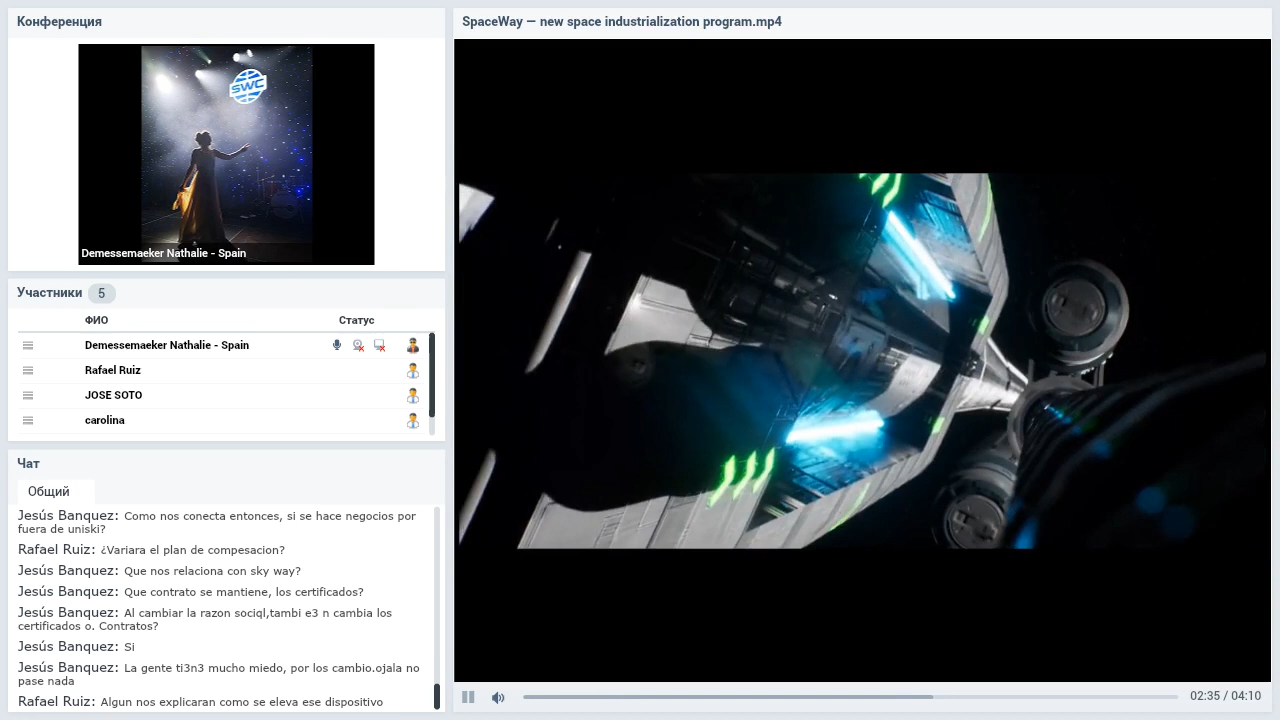 Конференция
SWC
Demessemaeker Nathalie - Spain
Участники 5
ФИО Статус
Demessemaeker Nathalie - Spain
Rafael Ruiz
JOSE SOTO
carolina
Чат
Общий
Jesús Banquez: Como nos conecta entonces, si se hace negocios por
fuera de uniski?
Rafael Ruiz: ¿Variara el plan de compesacion?
Jesús Banquez: Que nos relaciona con sky way?
Jesús Banquez: Que contrato se mantiene, los certificados?
Jesús Banquez: Al cambiar la razon sociql,tambi e3 n cambia los
certificados o. Contratos?
Jesús Banquez: Si
Jesús Banquez: La gente ti3n3 mucho miedo, por los cambio.ojala no
pase nada
Rafael Ruiz: Algun nos explicaran como se eleva ese dispositivo
SpaceWay — new space industrialization program.mp4
02:35 / 04:10